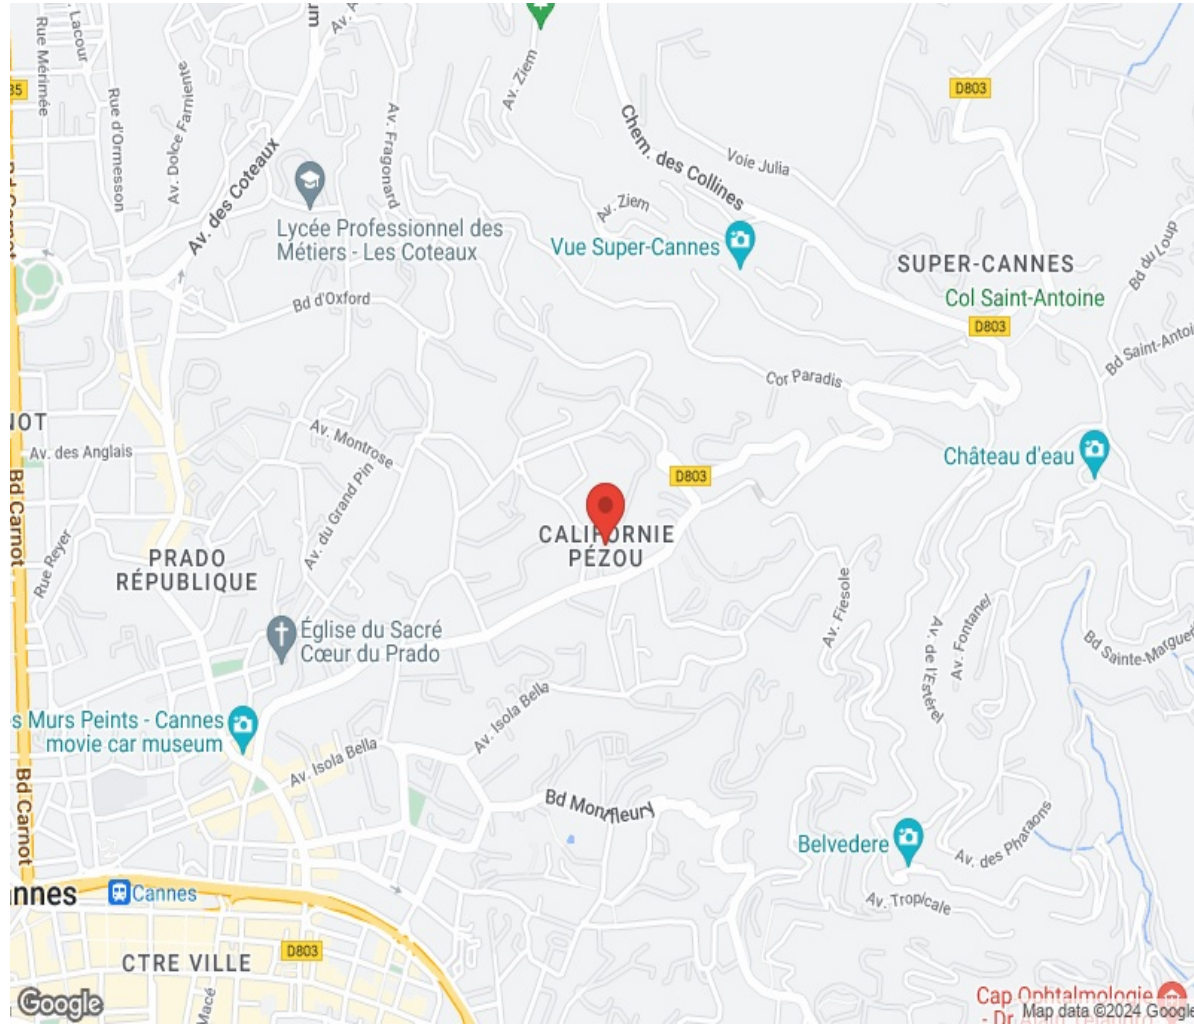 Rue Mérimée
Lacour
Rue d'Ormesson
Av. Dolce Farniente
Av. des Coteaux
Av. Fragonard
Av. Ziem
Chem. des Collines
Voie Julia
D803
Av. Ziem
Lycée Professionnel des
Métiers - Les Coteaux
Vue Super-Cannes
SUPER-CANNES
Col Saint-Antoine
Bd du Loup
Bd d'Oxford
D803
Bd Saint-Antoi
Cor Paradis
Av. Montrose
Av. des Anglais
Av. du Grand Pin
Bd Carnot
D803
Château d'eau
CALIFORNIE
PÉZOU
PRADO
RÉPUBLIQUE
Rue Reyer
Église du Sacré
Cœur du Prado
Av. Fiesole
Av. de l'Estérel
Av. Fontanel
Bd Sainte-Margueri
s Murs Peints - Cannes
movie car museum
Av. Isola Bella
Av. Isola Bella
Bd Carnot
Bd Montfleury
Belvedere
Av. des Pharaons
Av. Tropicale
nnes
Cannes
D803
CTRE VILLE
Macé
Google
Cap Ophtalmologie
- Dr
Map data ©2024 Google